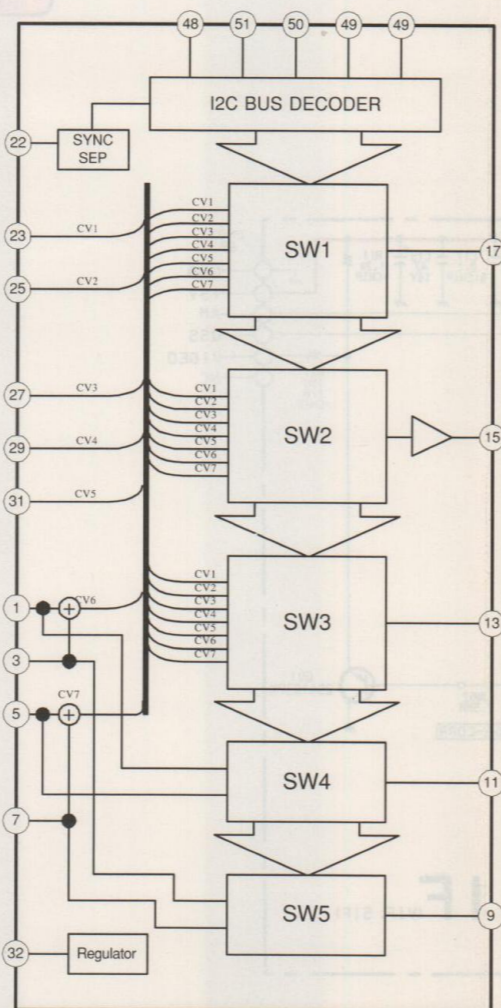 48 51 50 49 49
I2C BUS DECODER
22
SYNC
SEP
23
CV1
CV1
CV2
CV3
CV4
CV5
CV6
CV7
SW1
17
25
CV2
27
CV3
CV1
CV2
CV3
CV4
CV5
CV6
CV7
SW2
15
29
CV4
31
CV5
CV1
CV2
CV3
CV4
CV5
CV6
CV7
SW3
13
1
CV6
3
5
CV7
SW4
11
7
SW5
9
32
Regulator